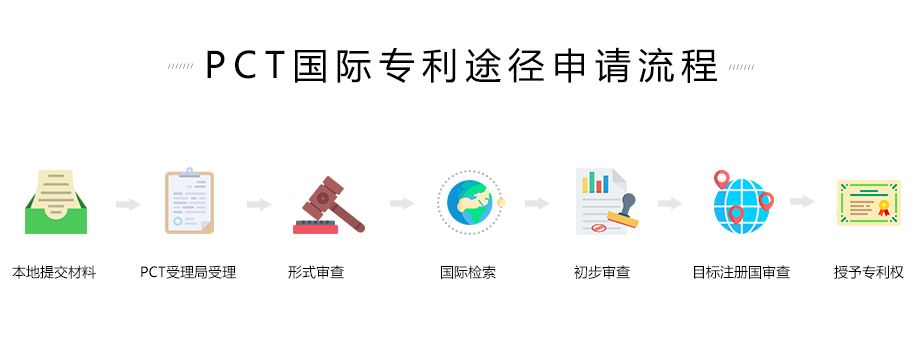 PCT国际专利途径申请流程
本地提交材料
PCT受理局受理
形式审查
国际检索
初步审查
目标注册国审查
授予专利权